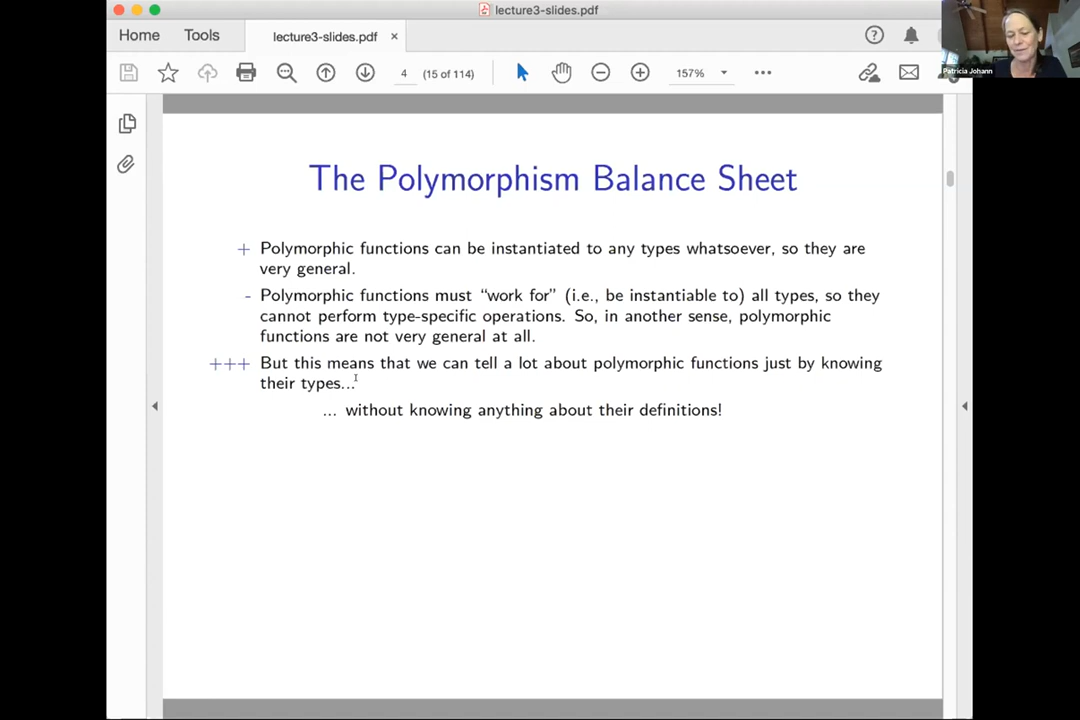 lecture3-slides.pdf
Home Tools lecture3-slides.pdf ×
4 (15 of 114) 157%
Patricia Johann
The Polymorphism Balance Sheet
+ Polymorphic functions can be instantiated to any types whatsoever, so they are
very general.
- Polymorphic functions must “work for” (i.e., be instantiable to) all types, so they
cannot perform type-specific operations. So, in another sense, polymorphic
functions are not very general at all.
+++ But this means that we can tell a lot about polymorphic functions just by knowing
their types...
... without knowing anything about their definitions!